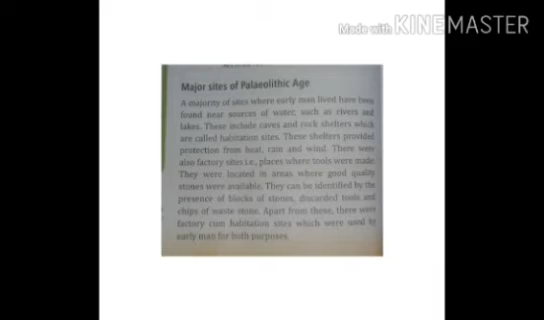 Made with KINEMASTER
Major sites of Palaeolithic Age
A majority of sites where early man lived have been
found near sources of water, such as rivers and
lakes. These include caves and rock shelters which
are called habitation sites. These shelters provided
protection from heat, rain and wind. There were
also factory sites i.e., places where tools were made.
They were located in areas where good quality
stones were available. They can be identified by the
presence of blocks of stones, discarded tools and
chips of waste stone. Apart from these, there were
factory cum habitation sites which were used by
early man for both purposes.